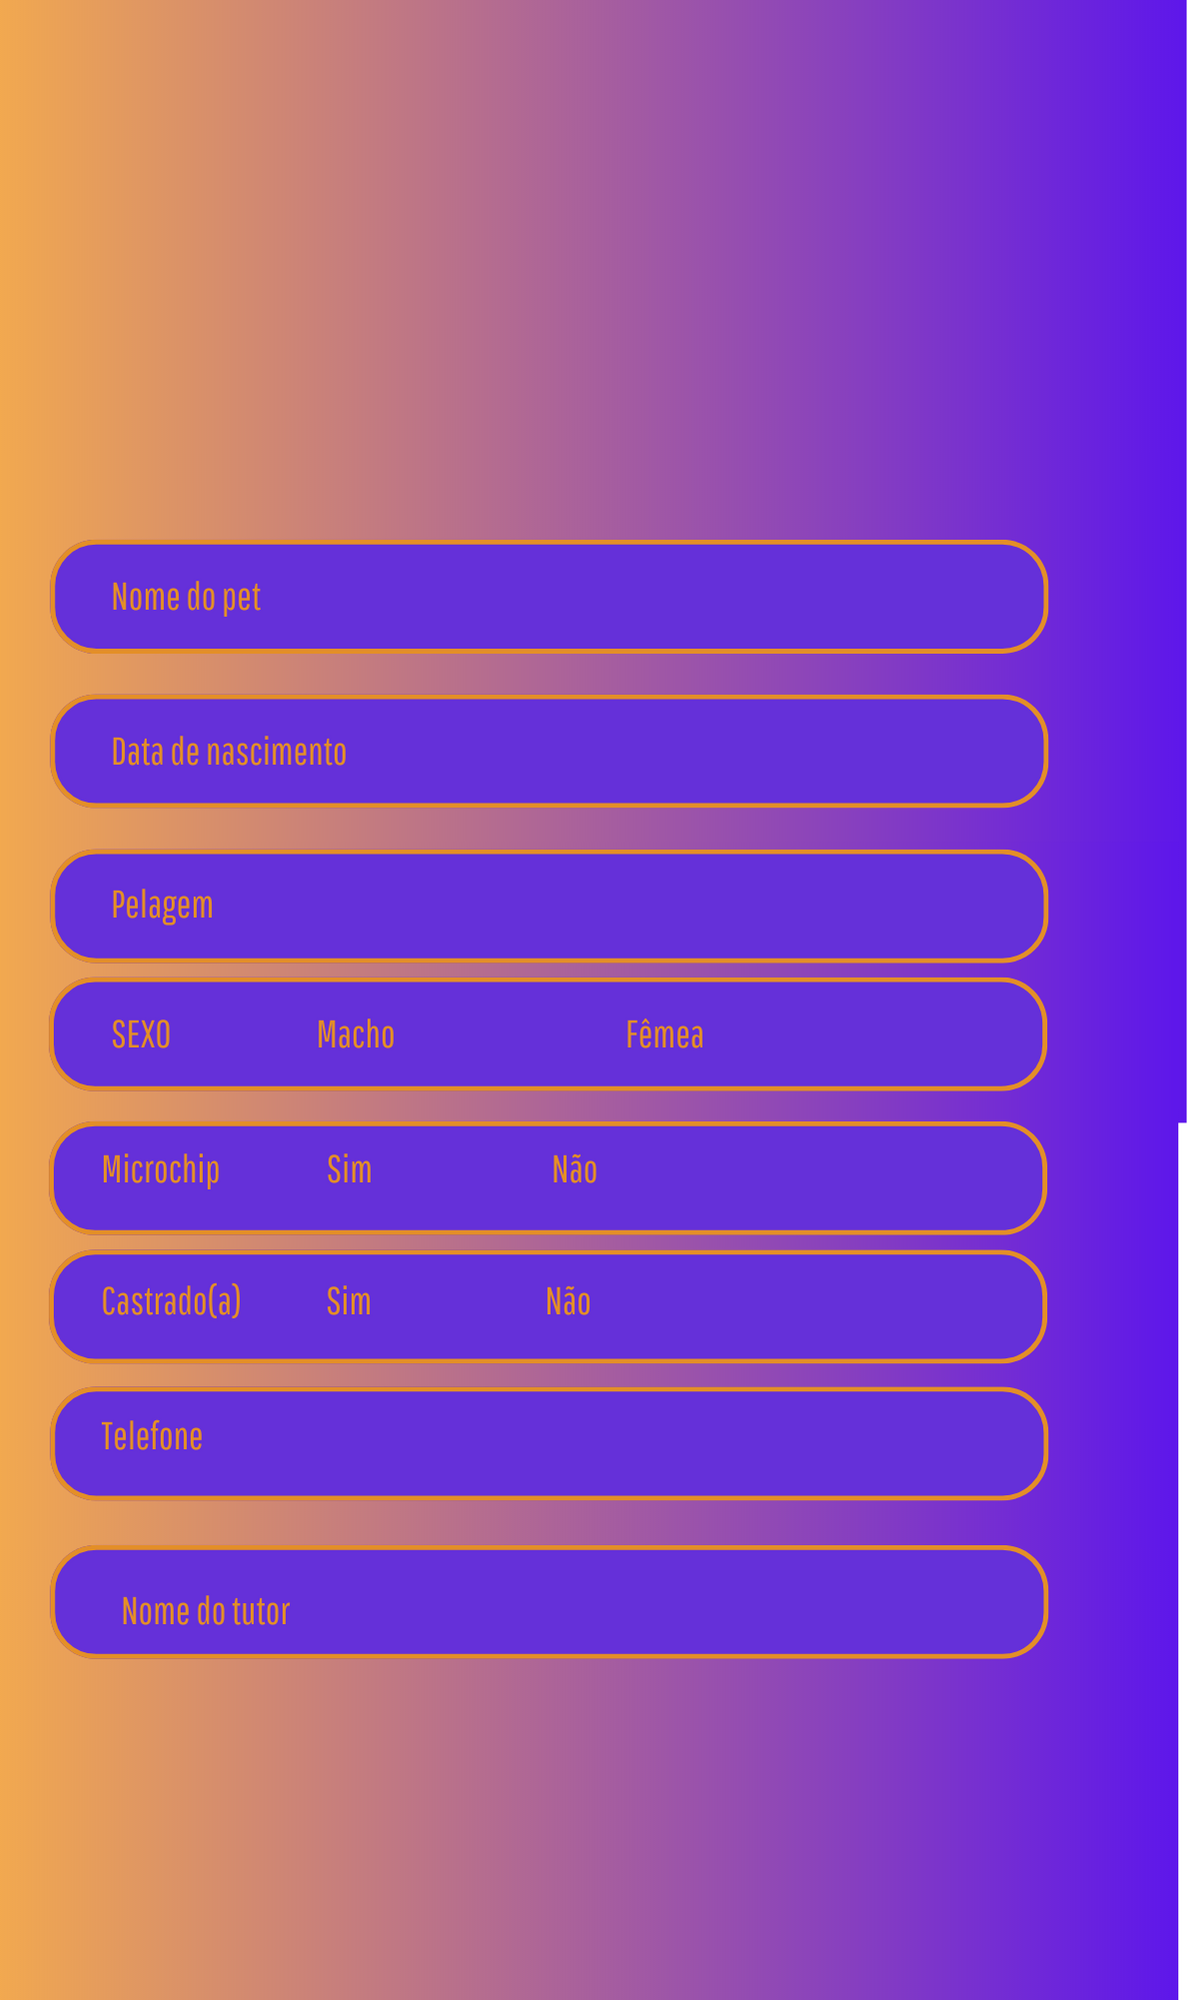 Nome do pet
Data de nascimento
Pelagem
SEXO Macho Fêmea
Microchip Sim Não
Castrado(a) Sim Não
Telefone
Nome do tutor